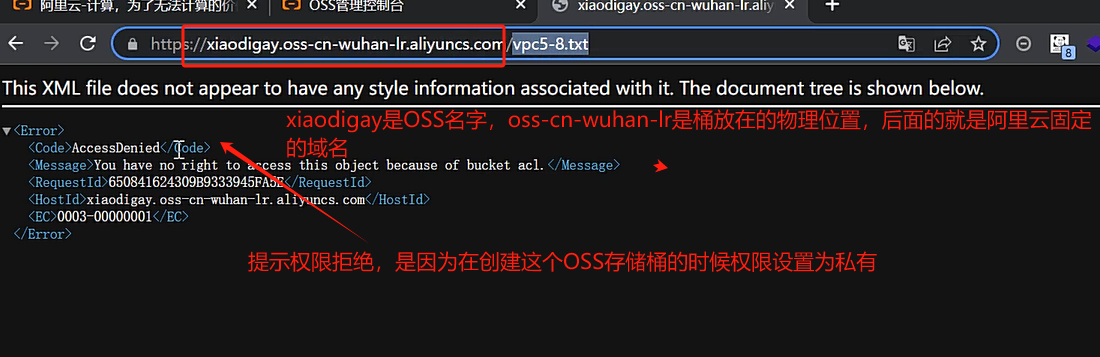 阿里云-计算，为了无法计算的价
OSS管理控制台
xiaodigay.oss-cn-wuhan-lr.aliy
https://xiaodigay.oss-cn-wuhan-lr.aliyuncs.com/vpc5-8.txt
8
This XML file does not appear to have any style information associated with it. The document tree is shown below.
xiaodigay是OSS名字，oss-cn-wuhan-lr是桶放在的物理位置，后面的就是阿里云固定
的域名
▼<Error>
<Code>AccessDenied</Code>
<Message>You have no right to access this object because of bucket acl.</Message>
<RequestId>650841624309B9333945FA5E</RequestId>
<HostId>xiaodigay.oss-cn-wuhan-lr.aliyuncs.com</HostId>
<EC>0003-00000001</EC>
</Error>
提示权限拒绝，是因为在创建这个OSS存储桶的时候权限设置为私有